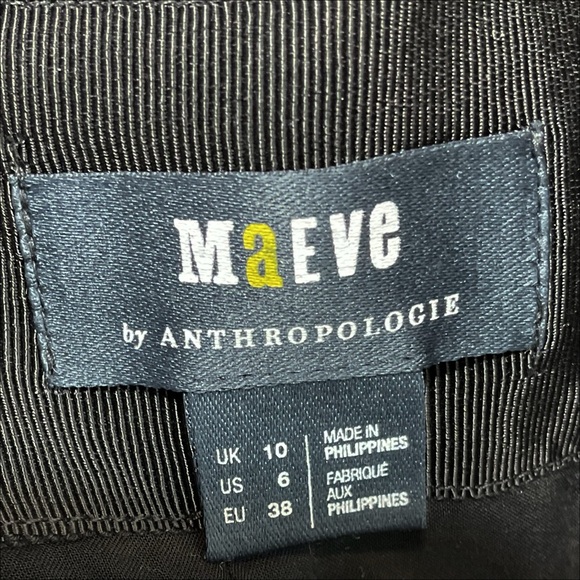 MaEVe
by ANTHROPOLOGIE
UK 10
US 6
EU 38
MADE IN
PHILIPPINES
FABRIQUÉ
AUX
PHILIPPINES